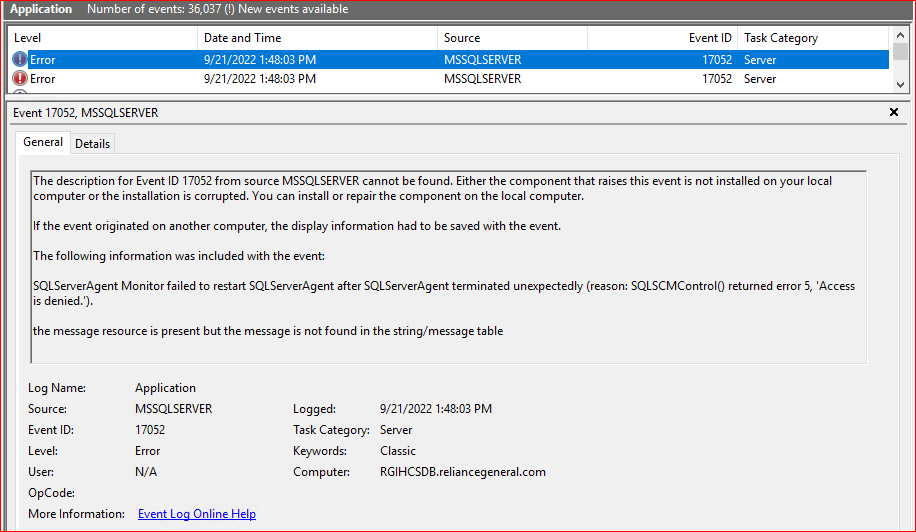 Application Number of events: 36,037 (!) New events available
Level Date and Time Source Event ID Task Category
Error 9/21/2022 1:48:03 PM MSSQLSERVER 17052 Server
Error 9/21/2022 1:48:03 PM MSSQLSERVER 17052 Server
Event 17052, MSSQLSERVER
General Details
The description for Event ID 17052 from source MSSQLSERVER cannot be found. Either the component that raises this event is not installed on your local
computer or the installation is corrupted. You can install or repair the component on the local computer.
If the event originated on another computer, the display information had to be saved with the event.
The following information was included with the event:
SQLServerAgent Monitor failed to restart SQLServerAgent after SQLServerAgent terminated unexpectedly (reason: SQLSCMControl() returned error 5, 'Access
is denied.').
the message resource is present but the message is not found in the string/message table
Log Name: Application
Source: MSSQLSERVER Logged: 9/21/2022 1:48:03 PM
Event ID: 17052 Task Category: Server
Level: Error Keywords: Classic
User: N/A Computer: RGIHCSDB.reliancegeneral.com
OpCode:
More Information: Event Log Online Help